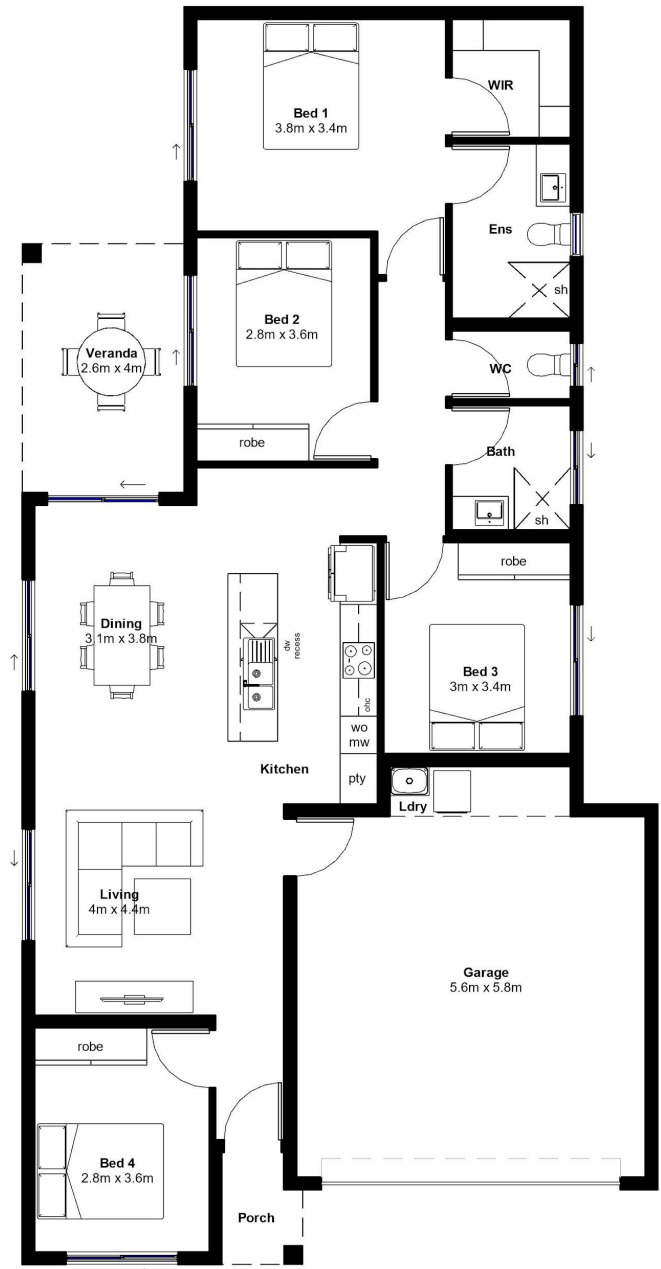 WIR
Bed 1
3.8m x 3.4m
Ens
sh
Bed 2
2.8m x 3.6m
Veranda
2.6m x 4m
WC
robe
Bath
sh
robe
Dining
3.1m x 3.8m
dw
recess
Bed 3
3m x 3.4m
ohc
wo
mw
Kitchen
pty
Ldry
Living
4m x 4.4m
Garage
5.6m x 5.8m
robe
Bed 4
2.8m x 3.6m
Porch